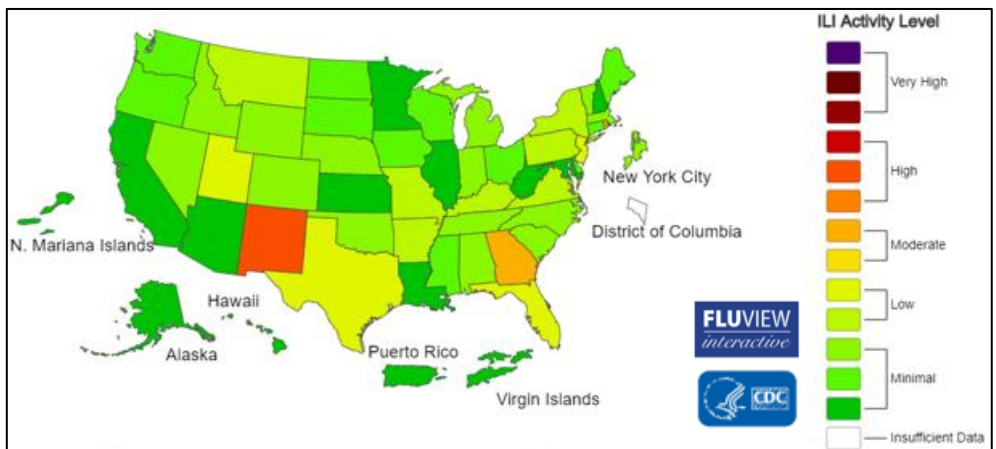 ILI Activity Level
Very High
High
Moderate
Low
Minimal
Insufficient Data
New York City
District of Columbia
N. Mariana Islands
Hawaii
Alaska
Puerto Rico
Virgin Islands
FLUVIEW
interactive
CDC